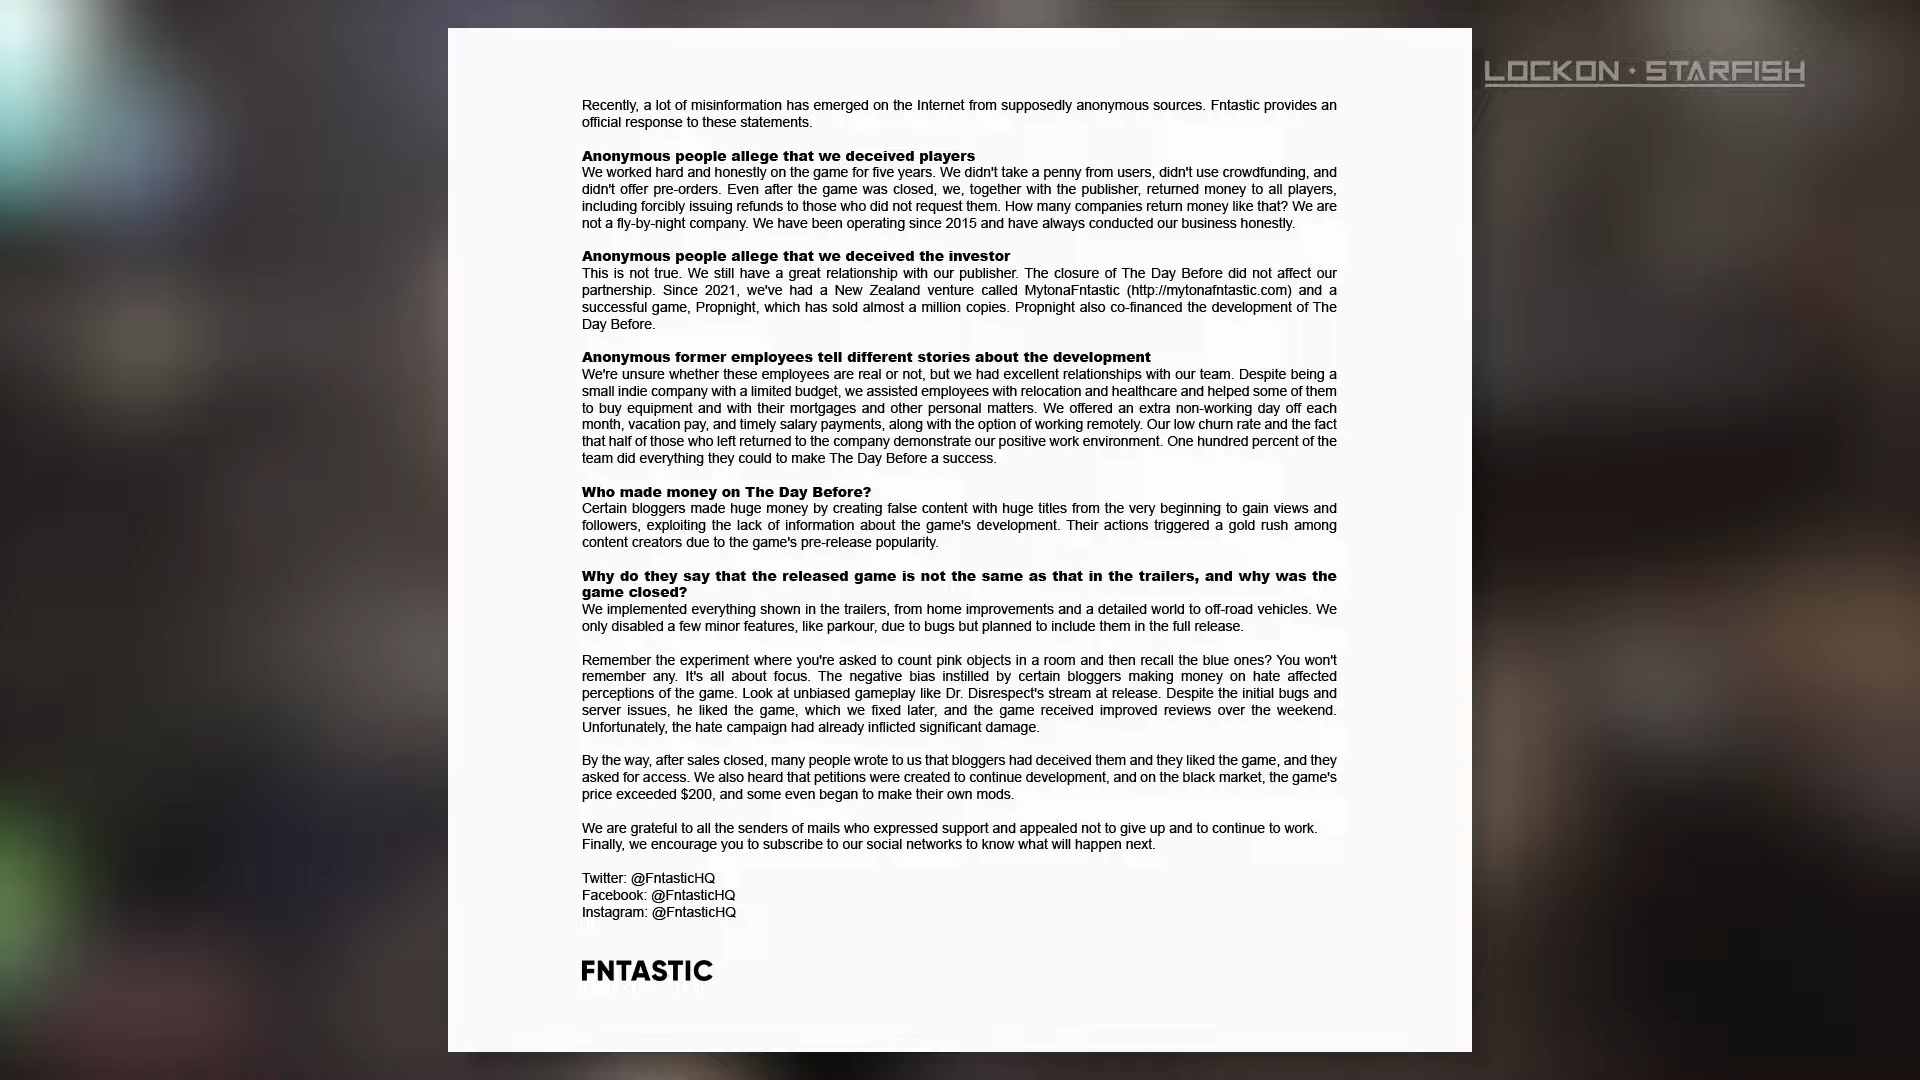 LOCKON · STARFISH
Recently, a lot of misinformation has emerged on the Internet from supposedly anonymous sources. Fntastic provides an
official response to these statements.
Anonymous people allege that we deceived players
We worked hard and honestly on the game for five years. We didn't take a penny from users, didn't use crowdfunding, and
didn't offer pre-orders. Even after the game was closed, we, together with the publisher, returned money to all players,
including forcibly issuing refunds to those who did not request them. How many companies return money like that? We are
not a fly-by-night company. We have been operating since 2015 and have always conducted our business honestly.
Anonymous people allege that we deceived the investor
This is not true. We still have a great relationship with our publisher. The closure of The Day Before did not affect our
partnership. Since 2021, we've had a New Zealand venture called MytonaFntastic (http://mytonafntastic.com) and a
successful game, Propnight, which has sold almost a million copies. Propnight also co-financed the development of The
Day Before.
Anonymous former employees tell different stories about the development
We're unsure whether these employees are real or not, but we had excellent relationships with our team. Despite being a
small indie company with a limited budget, we assisted employees with relocation and healthcare and helped some of them
to buy equipment and with their mortgages and other personal matters. We offered an extra non-working day off each
month, vacation pay, and timely salary payments, along with the option of working remotely. Our low churn rate and the fact
that half of those who left returned to the company demonstrate our positive work environment. One hundred percent of the
team did everything they could to make The Day Before a success.
Who made money on The Day Before?
Certain bloggers made huge money by creating false content with huge titles from the very beginning to gain views and
followers, exploiting the lack of information about the game's development. Their actions triggered a gold rush among
content creators due to the game's pre-release popularity.
Why do they say that the released game is not the same as that in the trailers, and why was the
game closed?
We implemented everything shown in the trailers, from home improvements and a detailed world to off-road vehicles. We
only disabled a few minor features, like parkour, due to bugs but planned to include them in the full release.
Remember the experiment where you're asked to count pink objects in a room and then recall the blue ones? You won't
remember any. It's all about focus. The negative bias instilled by certain bloggers making money on hate affected
perceptions of the game. Look at unbiased gameplay like Dr. Disrespect's stream at release. Despite the initial bugs and
server issues, he liked the game, which we fixed later, and the game received improved reviews over the weekend.
Unfortunately, the hate campaign had already inflicted significant damage.
By the way, after sales closed, many people wrote to us that bloggers had deceived them and they liked the game, and they
asked for access. We also heard that petitions were created to continue development, and on the black market, the game's
price exceeded $200, and some even began to make their own mods.
We are grateful to all the senders of mails who expressed support and appealed not to give up and to continue to work.
Finally, we encourage you to subscribe to our social networks to know what will happen next.
Twitter: @FntasticHQ
Facebook: @FntasticHQ
Instagram: @FntasticHQ
FNTASTIC